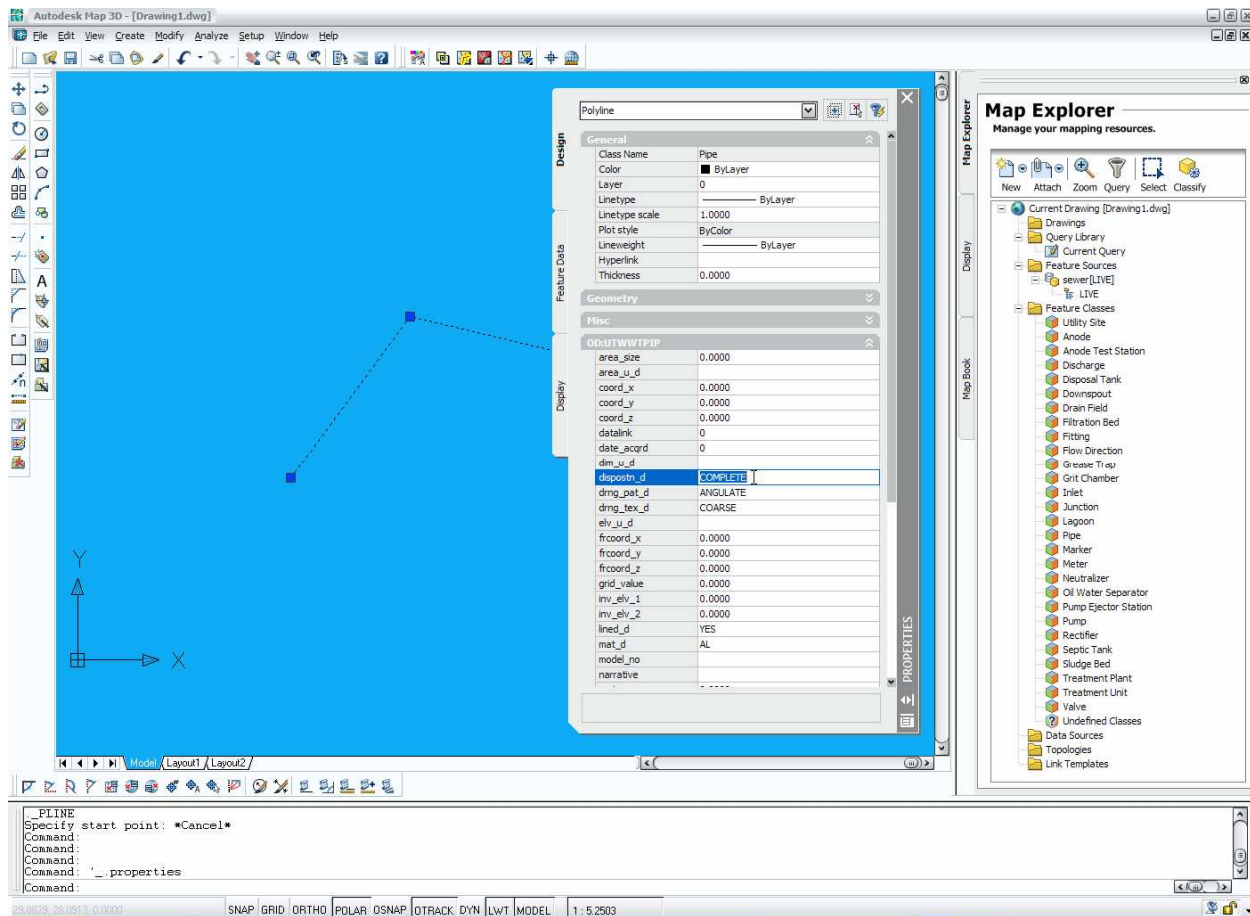 Autodesk Map 3D - [Drawing1.dwg]
File Edit View Create Modify Analyze Setup Window Help
Polyline
Design
Feature Data
Display
General
Class Name Pipe
Color ByLayer
Layer 0
Linetype ByLayer
Linetype scale 1.0000
Plot style ByColor
Lineweight ByLayer
Hyperlink
Thickness 0.0000
Geometry
Misc
OD:UTWWTPIP
area_size 0.0000
area_u_d
coord_x 0.0000
coord_y 0.0000
coord_z 0.0000
datalink 0
date_acqrd 0
dim_u_d
dispostn_d COMPLETE
drng_pat_d ANGULATE
drng_tex_d COARSE
elv_u_d
frcoord_x 0.0000
frcoord_y 0.0000
frcoord_z 0.0000
grid_value 0.0000
inv_elv_1 0.0000
inv_elv_2 0.0000
lined_d YES
mat_d AL
model_no
narrative
PROPERTIES
Y
X
Map Explorer
Display
Map Book
Map Explorer
Manage your mapping resources.
New Attach Zoom Query Select Classify
Current Drawing [Drawing1.dwg]
Drawings
Query Library
Current Query
Feature Sources
sewer[LIVE]
LIVE
Feature Classes
Utility Site
Anode
Anode Test Station
Discharge
Disposal Tank
Downspout
Drain Field
Filtration Bed
Fitting
Flow Direction
Grease Trap
Grit Chamber
Inlet
Junction
Lagoon
Pipe
Marker
Meter
Neutralizer
Oil Water Separator
Pump Ejector Station
Pump
Rectifier
Septic Tank
Sludge Bed
Treatment Plant
Treatment Unit
Valve
Undefined Classes
Data Sources
Topologies
Link Templates
Model Layout1 Layout2
._PLINE
Specify start point: *Cancel*
Command:
Command:
Command:
Command: '_.properties
Command:
29.8829, 28.0913, 0.0000 SNAP GRID ORTHO POLAR OSNAP OTRACK DYN LWT MODEL 1 : 5.2503